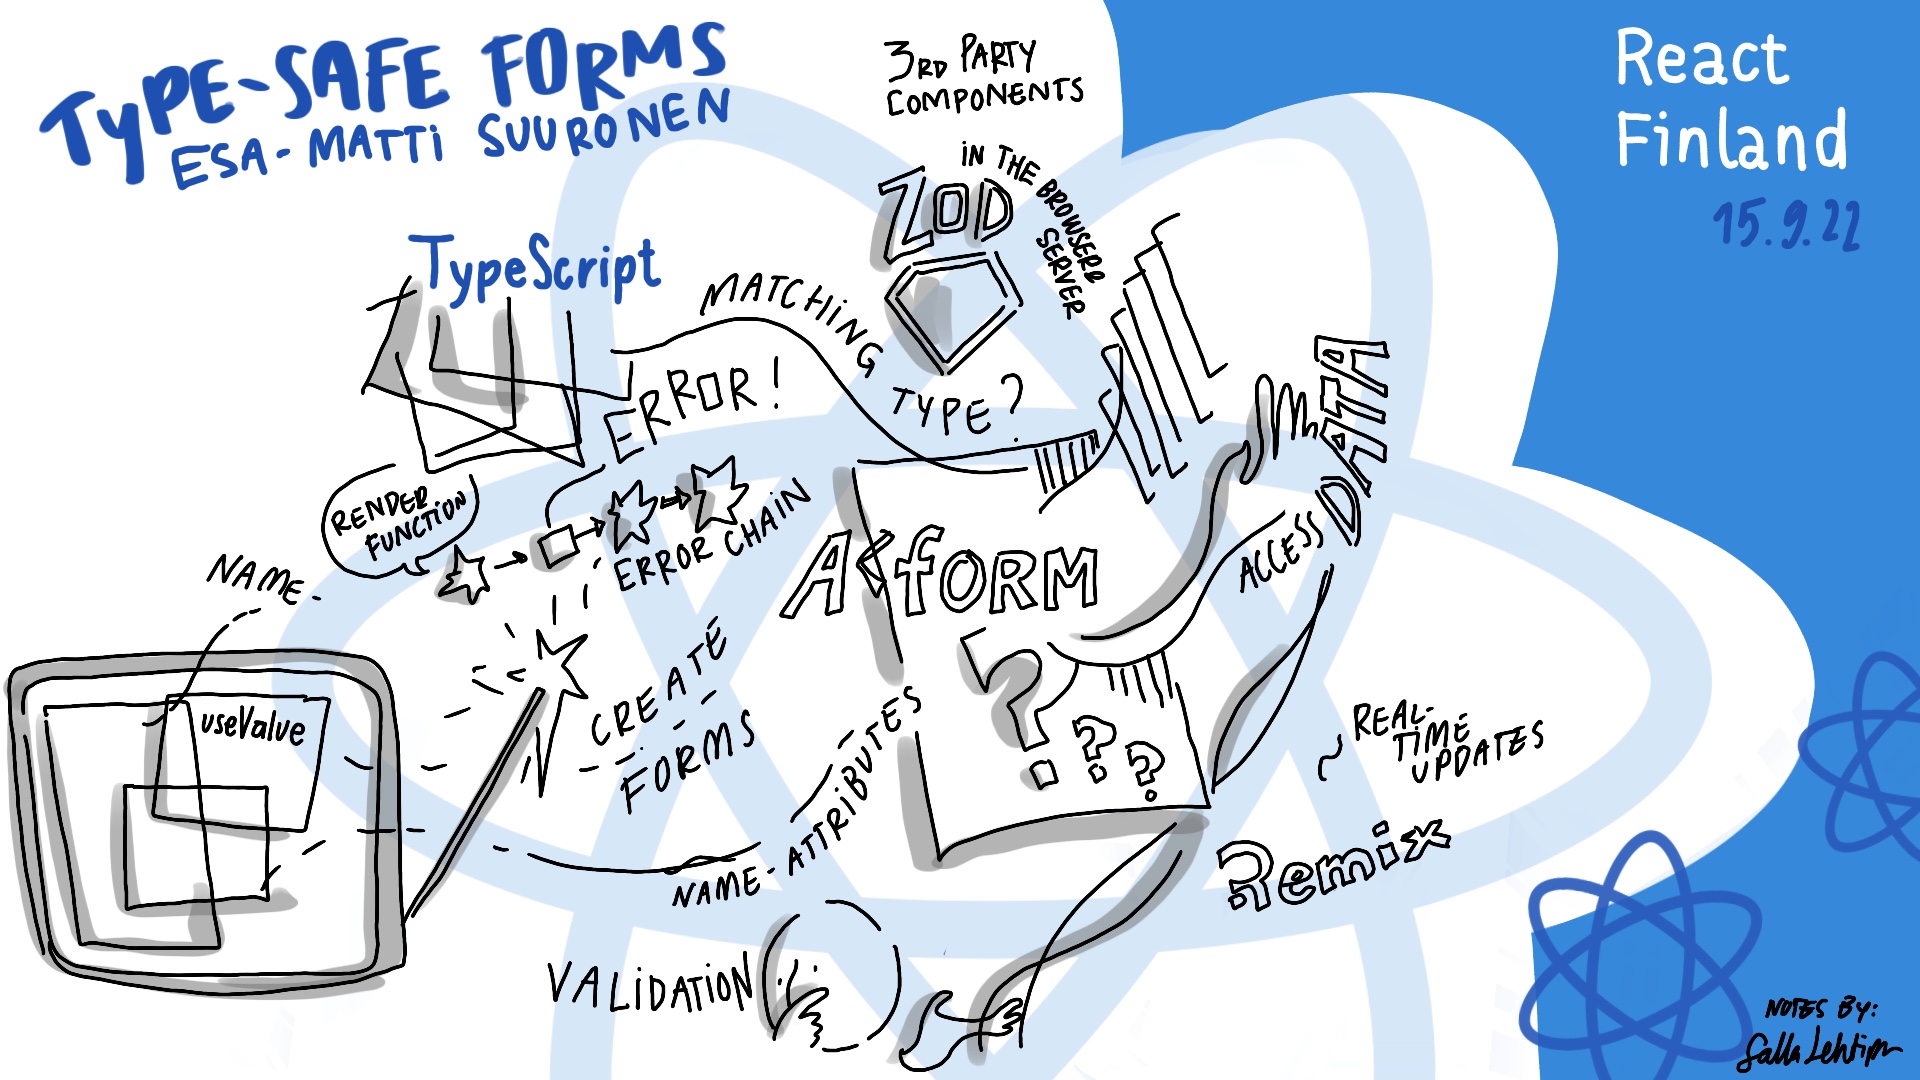 TyPE-SAFE FORMS
ESA-MATTi SUURONEN
3RD PARTY
COMPONENTS
React
Finland
15.9.22
ZOD
iN THE BROWSER &
SERVER
TypeScript
MATCHiNG
TYPE?
ERROR!
RENDER
FUNCTiON
ERROR CHAiN
DATA
ACCESS
A <fORM
NAME-
useValue
CREATE
FORMS
? ? ?
NAME-ATTRiBUTES
REAL-
TIME
UPDATES
Remix
VALiDATiON
NOTES BY: